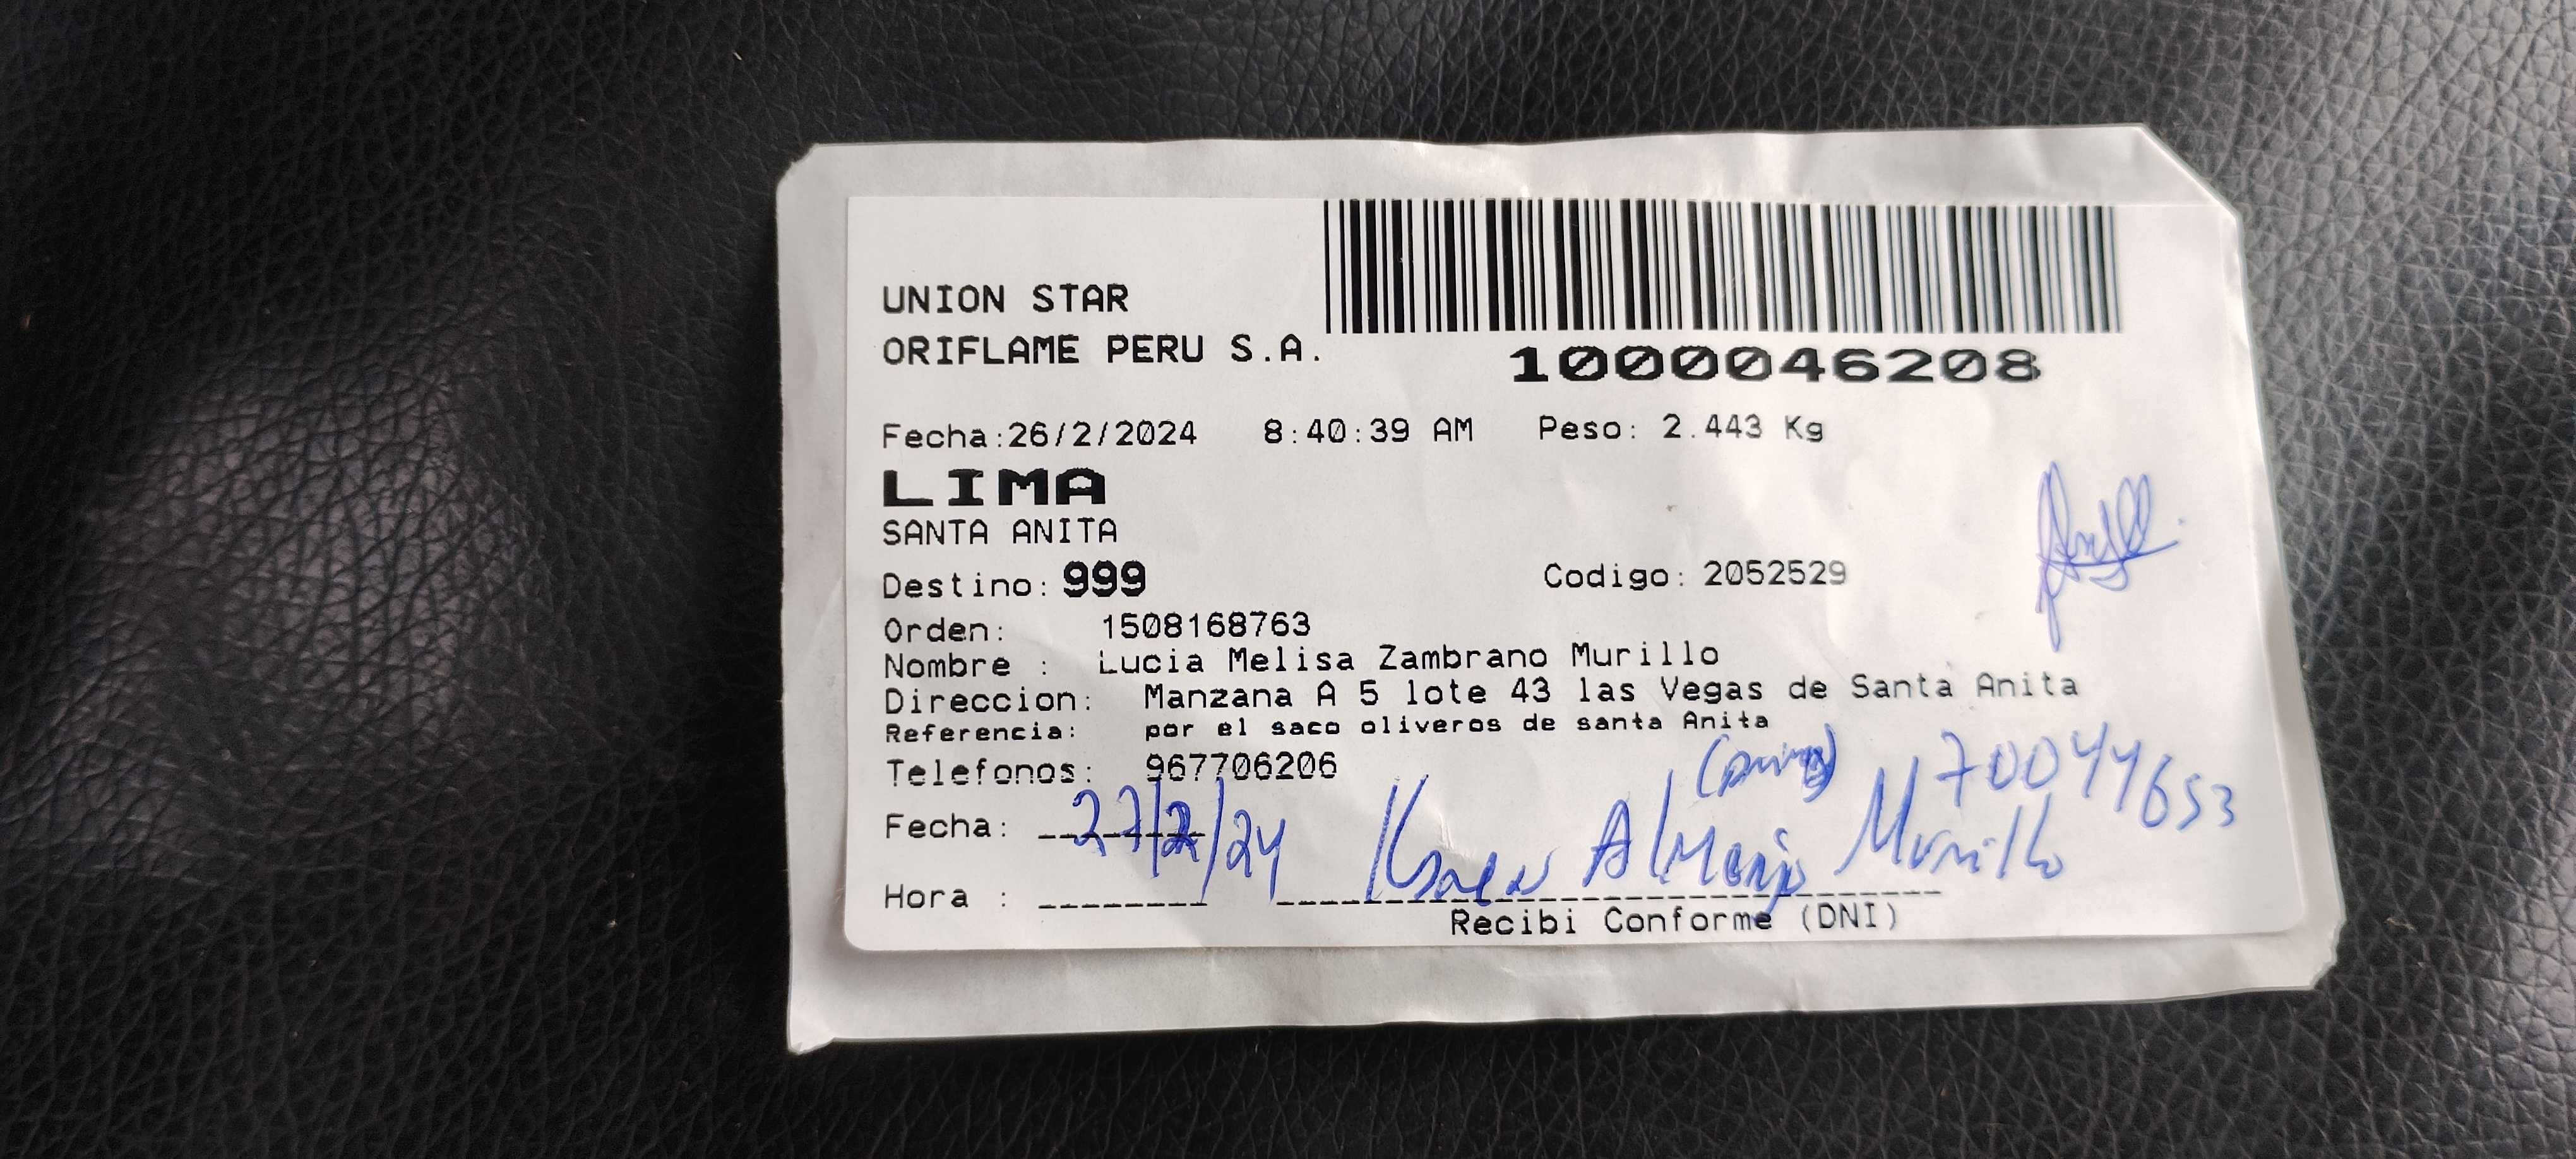 UNION STAR
ORIFLAME PERU S.A.
1000046208
Fecha:26/2/2024 8:40:39 AM Peso: 2.443 Kg
LIMA
SANTA ANITA
Destino: 999 Codigo: 2052529
Orden: 1508168763
Nombre : Lucia Melisa Zambrano Murillo
Direccion: Manzana A 5 lote 43 las Vegas de Santa Anita
Referencia: por el saco oliveros de santa Anita
Telefonos: 967706206
70044653
Fecha: 27/2/24
Murillo
Hora :
Recibi Conforme (DNI)